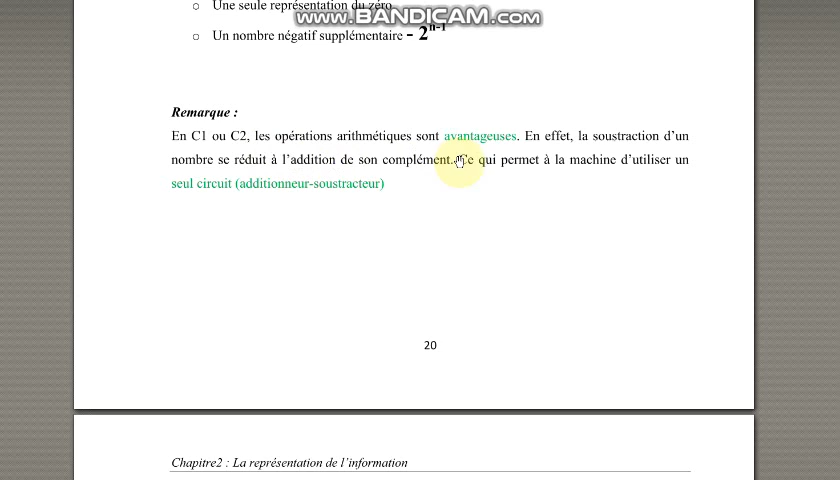 o Une seule représentation du zéro
www.BANDICAM.com
o Un nombre négatif supplémentaire - 2^n-1
Remarque :
En C1 ou C2, les opérations arithmétiques sont avantageuses. En effet, la soustraction d'un
nombre se réduit à l'addition de son complément. Ce qui permet à la machine d'utiliser un
seul circuit (additionneur-soustracteur)
20
Chapitre2 : La représentation de l'information